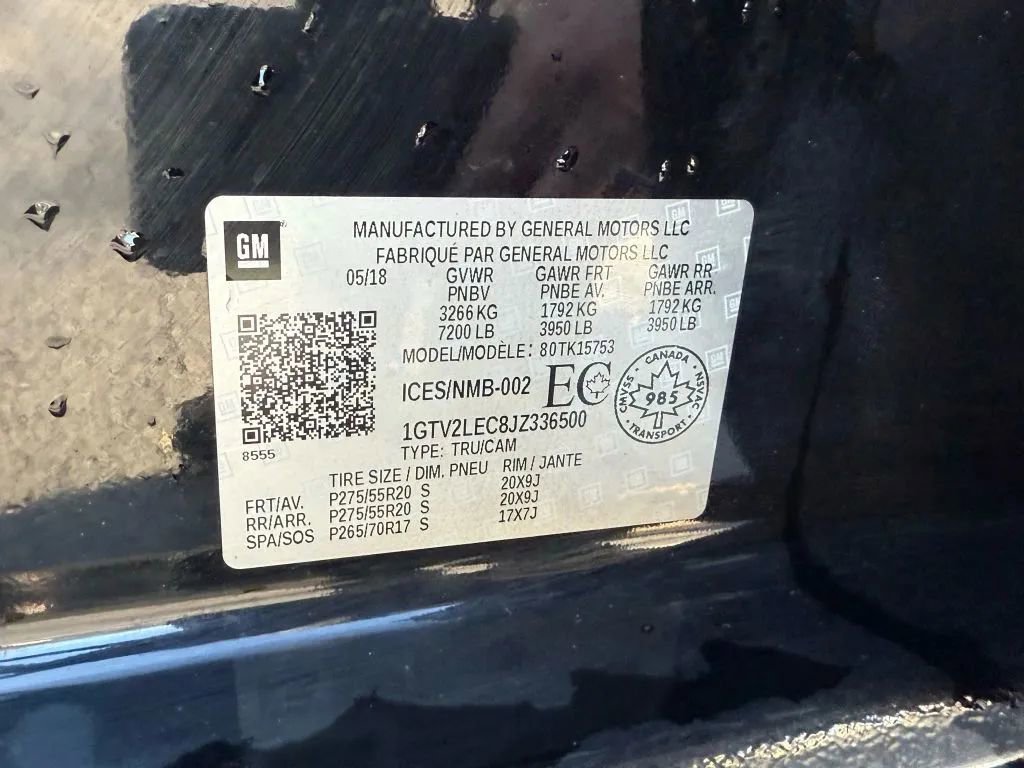 GM
MANUFACTURED BY GENERAL MOTORS LLC
FABRIQUÉ PAR GENERAL MOTORS LLC
05/18 GVWR GAWR FRT GAWR RR
PNBV PNBE AV. PNBE ARR.
3266 KG 1792 KG 1792 KG
7200 LB 3950 LB 3950 LB
MODEL/MODÈLE: 80TK15753
ICES/NMB-002 EC
CANADA
CMVSS 985 NSVAC
TRANSPORT
1GTV2LEC8JZ336500
8555
TYPE: TRU/CAM
TIRE SIZE / DIM. PNEU RIM / JANTE
FRT/AV. P275/55R20 S 20X9J
RR/ARR. P275/55R20 S 20X9J
SPA/SOS P265/70R17 S 17X7J